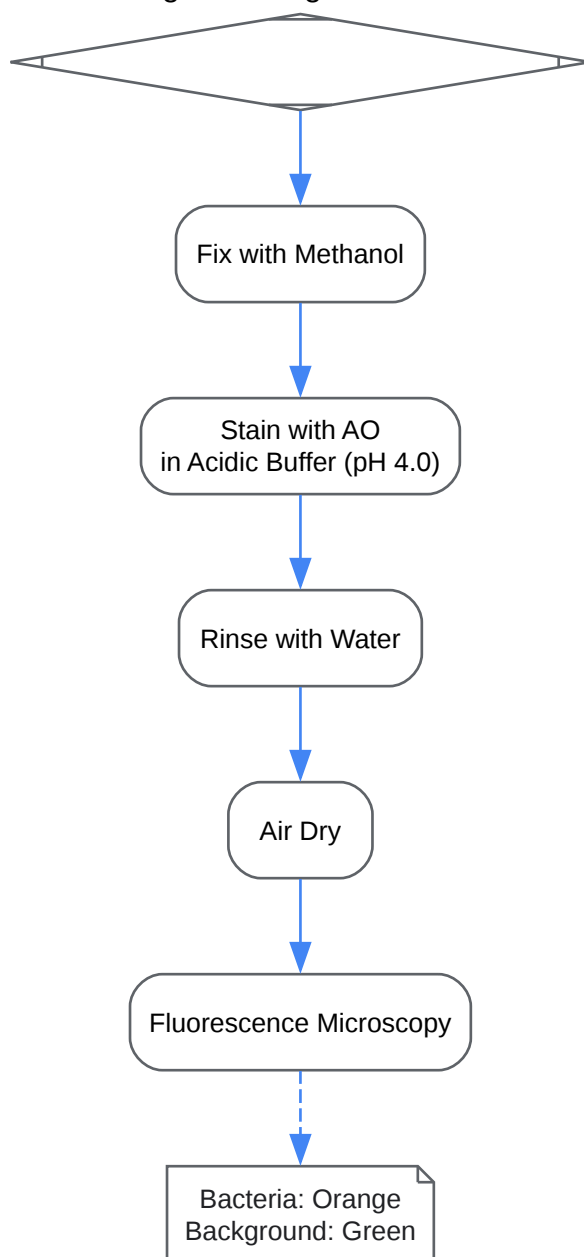 Fix with Methanol
Stain with AO
in Acidic Buffer (pH 4.0)
Rinse with Water
Air Dry
Fluorescence Microscopy
Bacteria: Orange
Background: Green